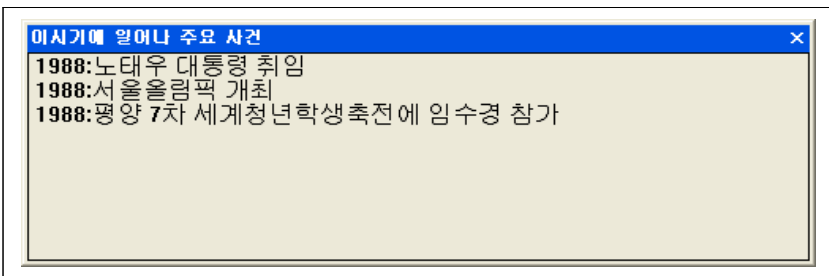 이시기에 일어나 주요 사건
1988:노태우 대통령 취임
1988:서울올림픽 개최
1988:평양 7차 세계청년학생축전에 임수경 참가